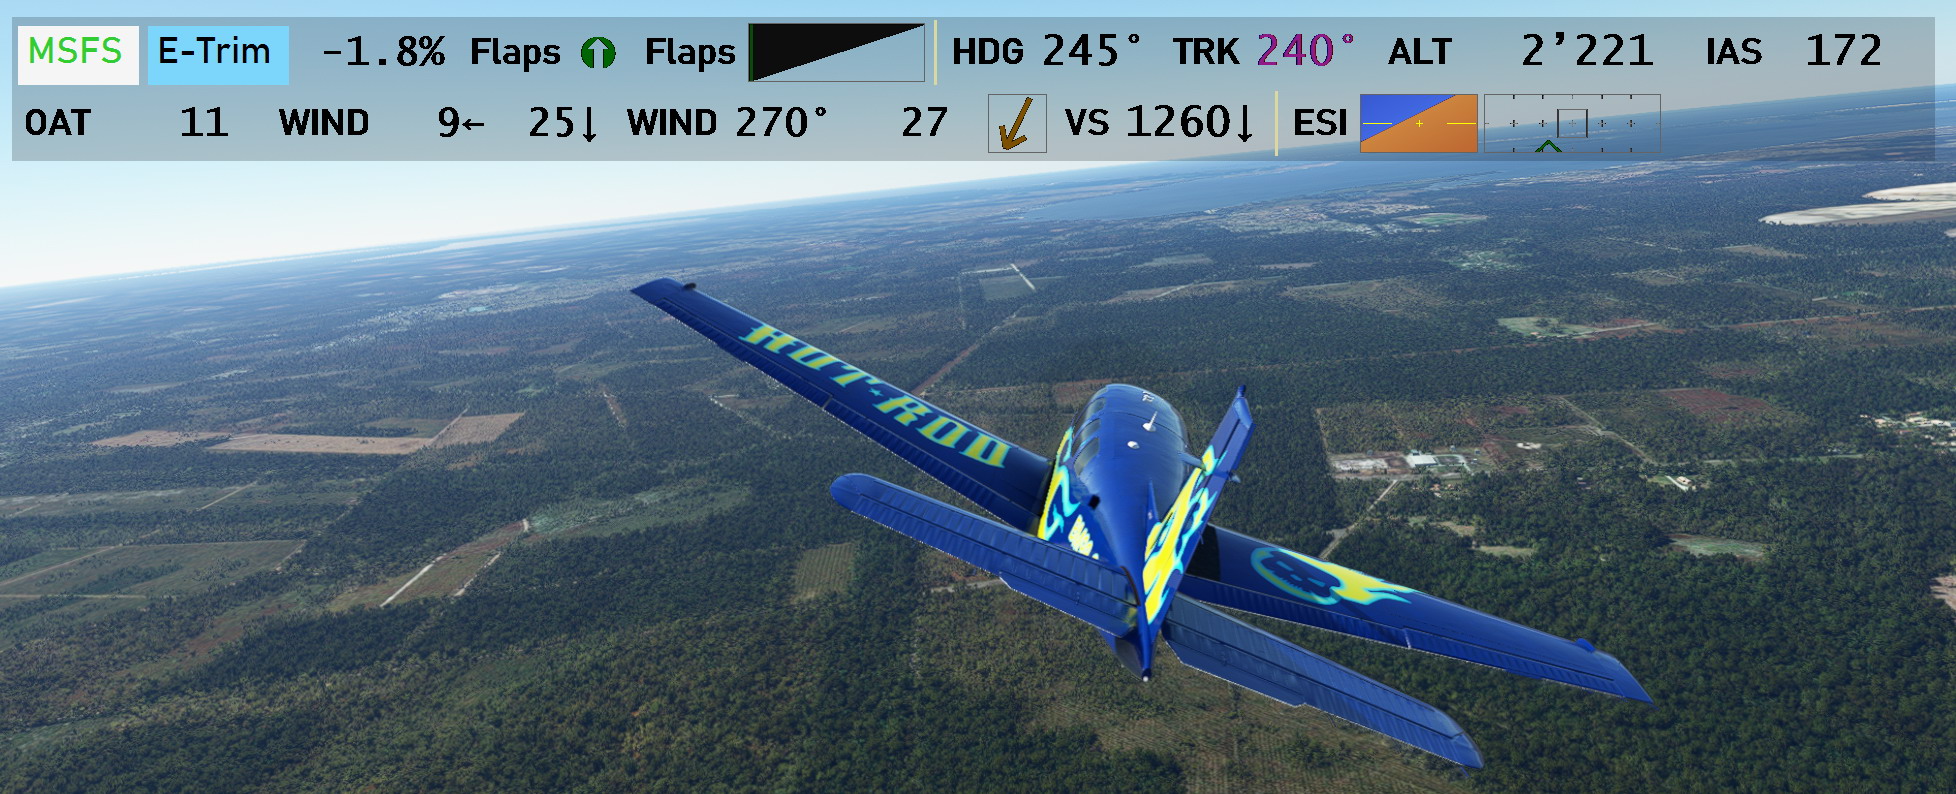 MSFS E-Trim -1.8% Flaps Flaps HDG 245° TRK 240° ALT 2’221 IAS 172
OAT 11 WIND 9← 25↓ WIND 270° 27 VS 1260↓ ESI
HOT★ROD